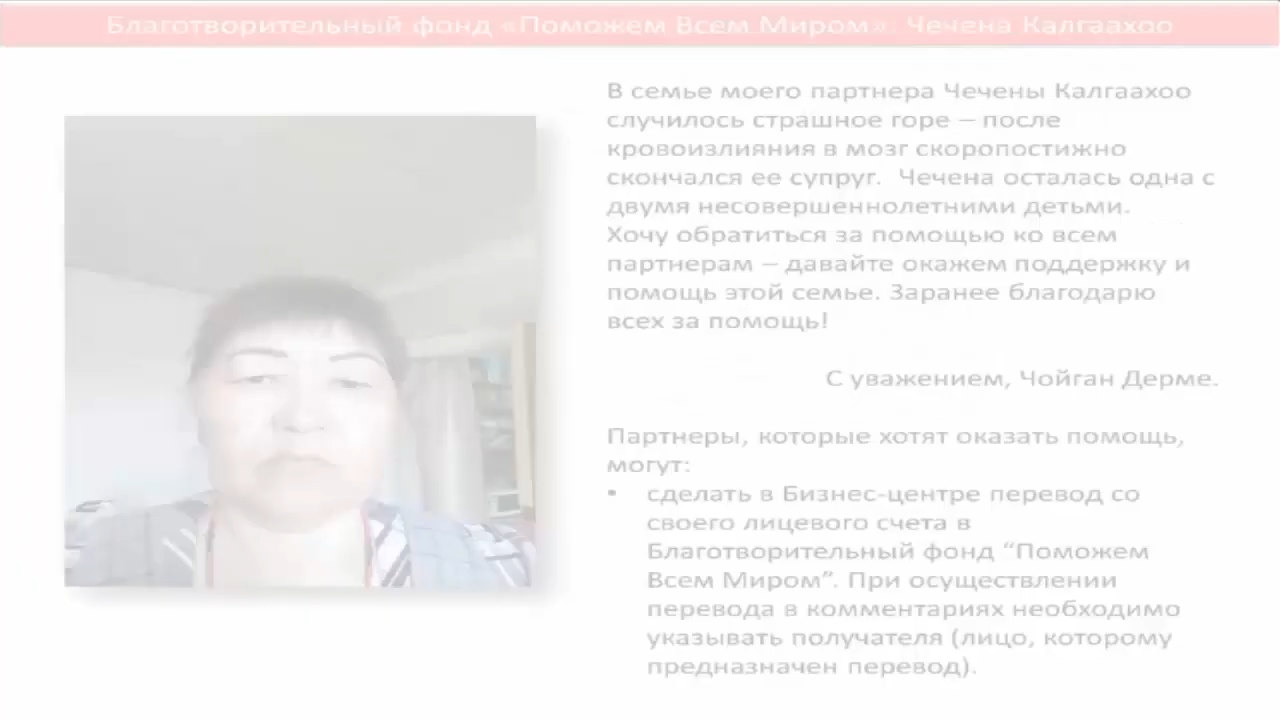 Благотворительный фонд «Поможем Всем Миром»: Чечена Калгаахоо
В семье моего партнера Чечены Калгаахоо
случилось страшное горе – после
кровоизлияния в мозг скоропостижно
скончался ее супруг. Чечена осталась одна с
двумя несовершеннолетними детьми.
Хочу обратиться за помощью ко всем
партнерам – давайте окажем поддержку и
помощь этой семье. Заранее благодарю
всех за помощь!
С уважением, Чойган Дерме.
Партнеры, которые хотят оказать помощь,
могут:
• сделать в Бизнес-центре перевод со
своего лицевого счета в
Благотворительный фонд “Поможем
Всем Миром”. При осуществлении
перевода в комментариях необходимо
указывать получателя (лицо, которому
предназначен перевод).